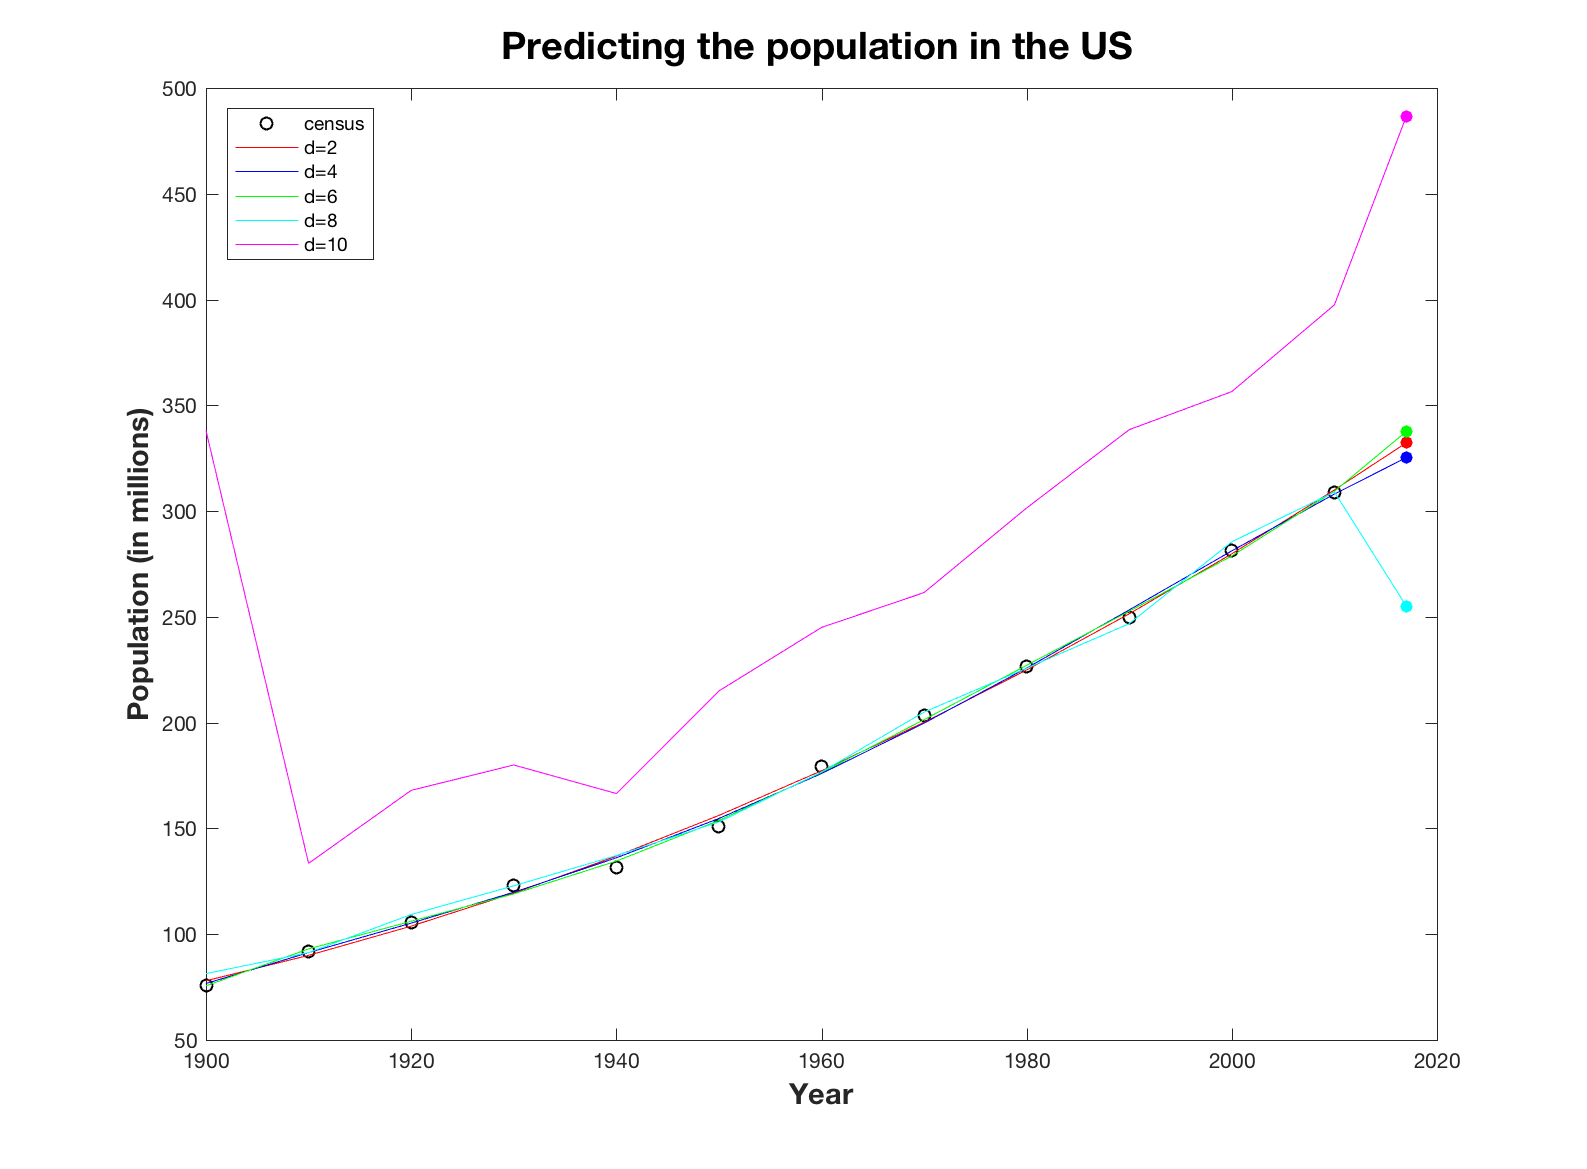 Predicting the population in the US
500
450
400
350
300
250
200
150
100
50
census
d=2
d=4
d=6
d=8
d=10
Population (in millions)
1900 1920 1940 1960 1980 2000 2020
Year